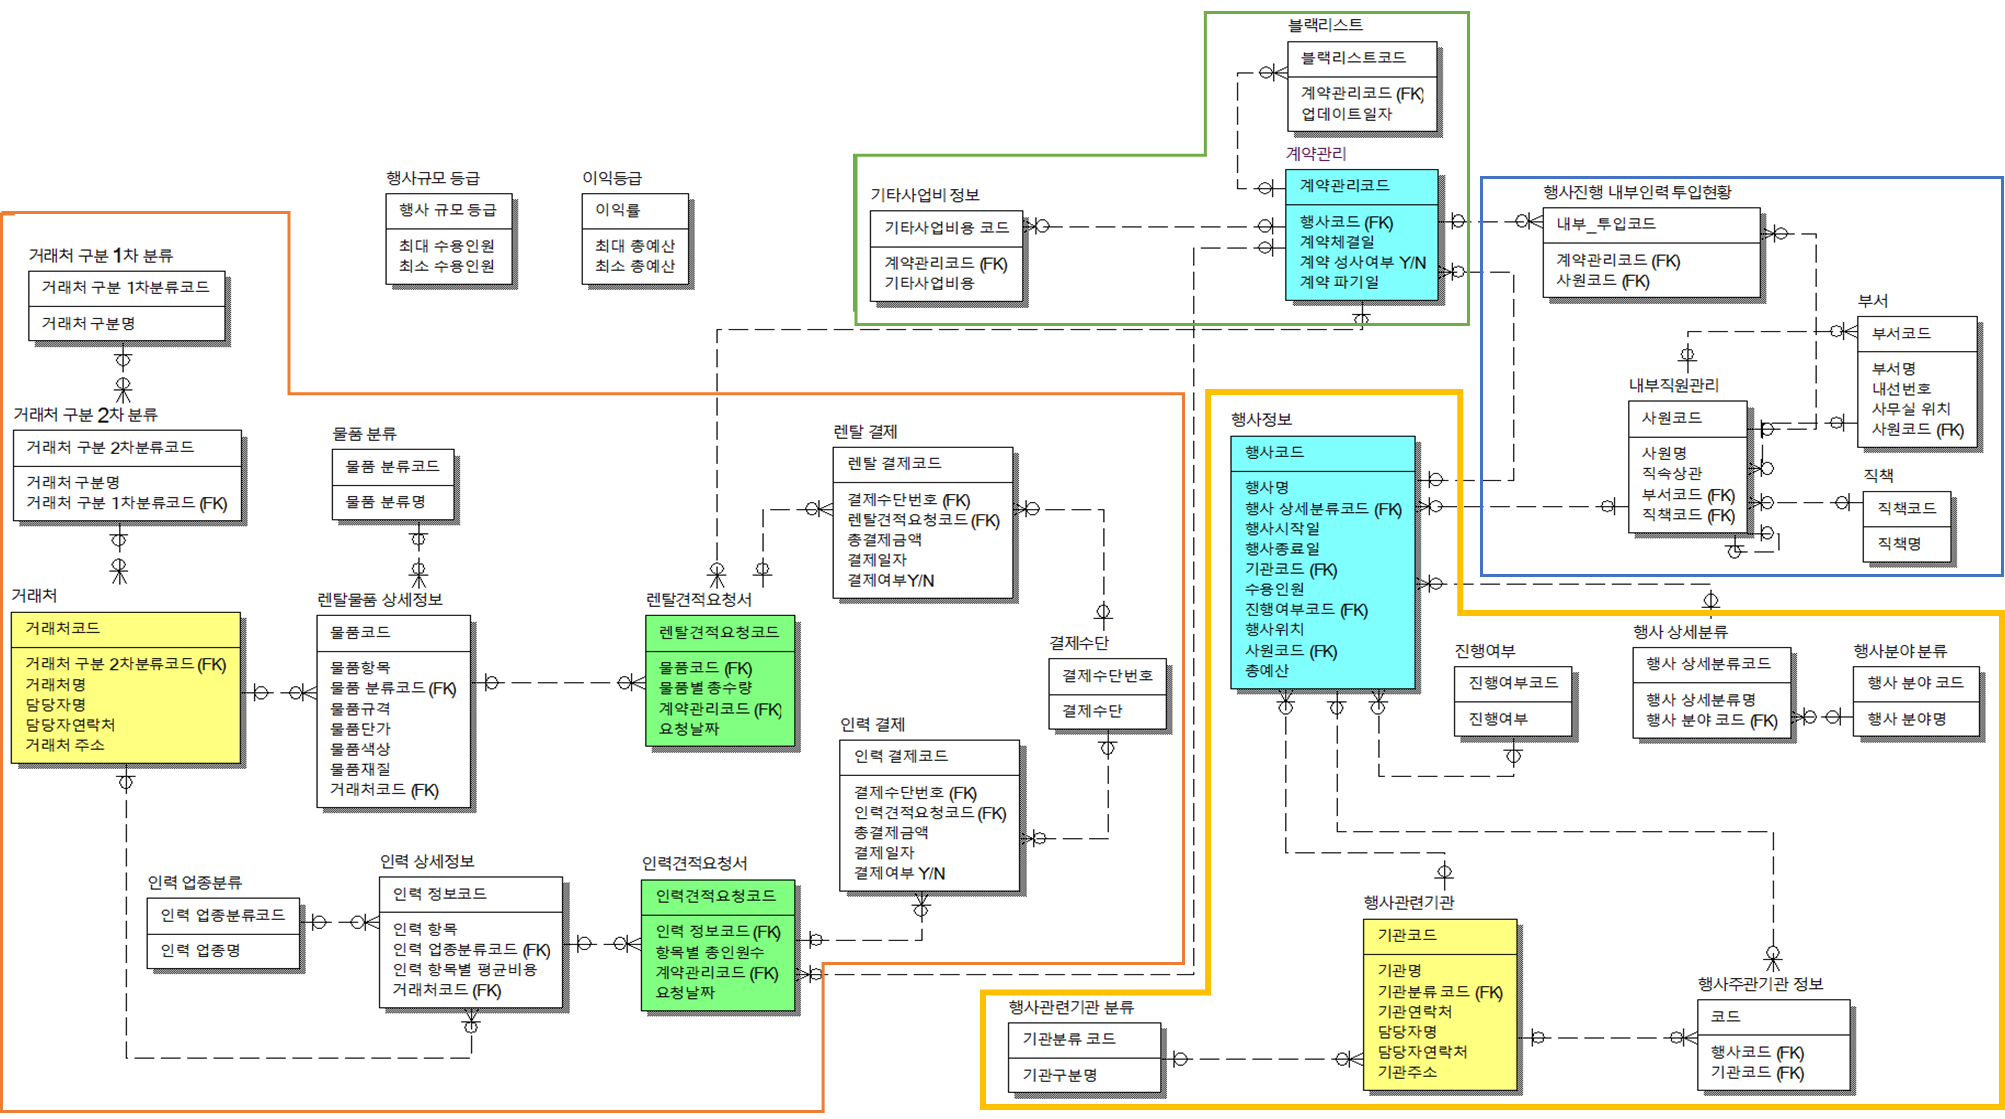 블랙리스트
블랙리스트코드
계약관리코드 (FK)
업데이트일자
계약관리
계약관리코드
행사코드 (FK)
계약체결일
계약 성사여부 Y/N
계약 파기일
기타사업비 정보
기타사업비용 코드
계약관리코드 (FK)
기타사업비용
행사규모 등급
행사 규모 등급
최대 수용인원
최소 수용인원
이익등급
이익률
최대 총예산
최소 총예산
행사진행 내부인력 투입현황
내부_투입코드
계약관리코드 (FK)
사원코드 (FK)
부서
부서코드
부서명
내선번호
사무실 위치
사원코드 (FK)
내부직원관리
사원코드
사원명
직속상관
부서코드 (FK)
직책코드 (FK)
직책
직책코드
직책명
거래처 구분 1차 분류
거래처 구분 1차분류코드
거래처 구분명
거래처 구분 2차 분류
거래처 구분 2차분류코드
거래처 구분명
거래처 구분 1차분류코드 (FK)
물품 분류
물품 분류코드
물품 분류명
렌탈 결제
렌탈 결제코드
결제수단번호 (FK)
렌탈견적요청코드 (FK)
총결제금액
결제일자
결제여부Y/N
거래처
거래처코드
거래처 구분 2차분류코드 (FK)
거래처명
담당자명
담당자연락처
거래처 주소
렌탈물품 상세정보
물품코드
물품항목
물품 분류코드 (FK)
물품규격
물품단가
물품색상
물품재질
거래처코드 (FK)
렌탈견적요청서
렌탈견적요청코드
물품코드 (FK)
물품별 총수량
계약관리코드 (FK)
요청날짜
결제수단
결제수단번호
결제수단
인력 결제
인력 결제코드
결제수단번호 (FK)
인력견적요청코드 (FK)
총결제금액
결제일자
결제여부 Y/N
인력 업종분류
인력 업종분류코드
인력 업종명
인력 상세정보
인력 정보코드
인력 항목
인력 업종분류코드 (FK)
인력 항목별 평균비용
거래처코드 (FK)
인력견적요청서
인력견적요청코드
인력 정보코드 (FK)
항목별 총인원수
계약관리코드 (FK)
요청날짜
행사정보
행사코드
행사명
행사 상세분류코드 (FK)
행사시작일
행사종료일
기관코드 (FK)
수용인원
진행여부코드 (FK)
행사위치
사원코드 (FK)
총예산
진행여부
진행여부코드
진행여부
행사 상세분류
행사 상세분류코드
행사 상세분류명
행사 분야 코드 (FK)
행사분야 분류
행사 분야 코드
행사 분야명
행사관련기관 분류
기관분류 코드
기관구분명
행사관련기관
기관코드
기관명
기관분류 코드 (FK)
기관연락처
담당자명
담당자연락처
기관주소
행사주관기관 정보
코드
행사코드 (FK)
기관코드 (FK)